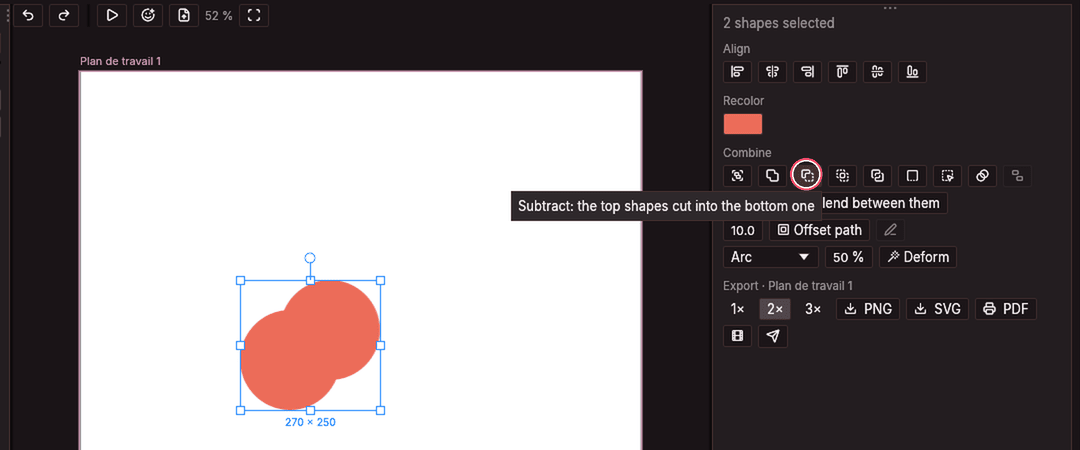 52 %
2 shapes selected
Plan de travail 1
Align
Recolor
Combine
Subtract: the top shapes cut into the bottom one
lend between them
10.0 Offset path
Arc 50 % Deform
Export · Plan de travail 1
1× 2× 3× PNG SVG PDF
270 × 250